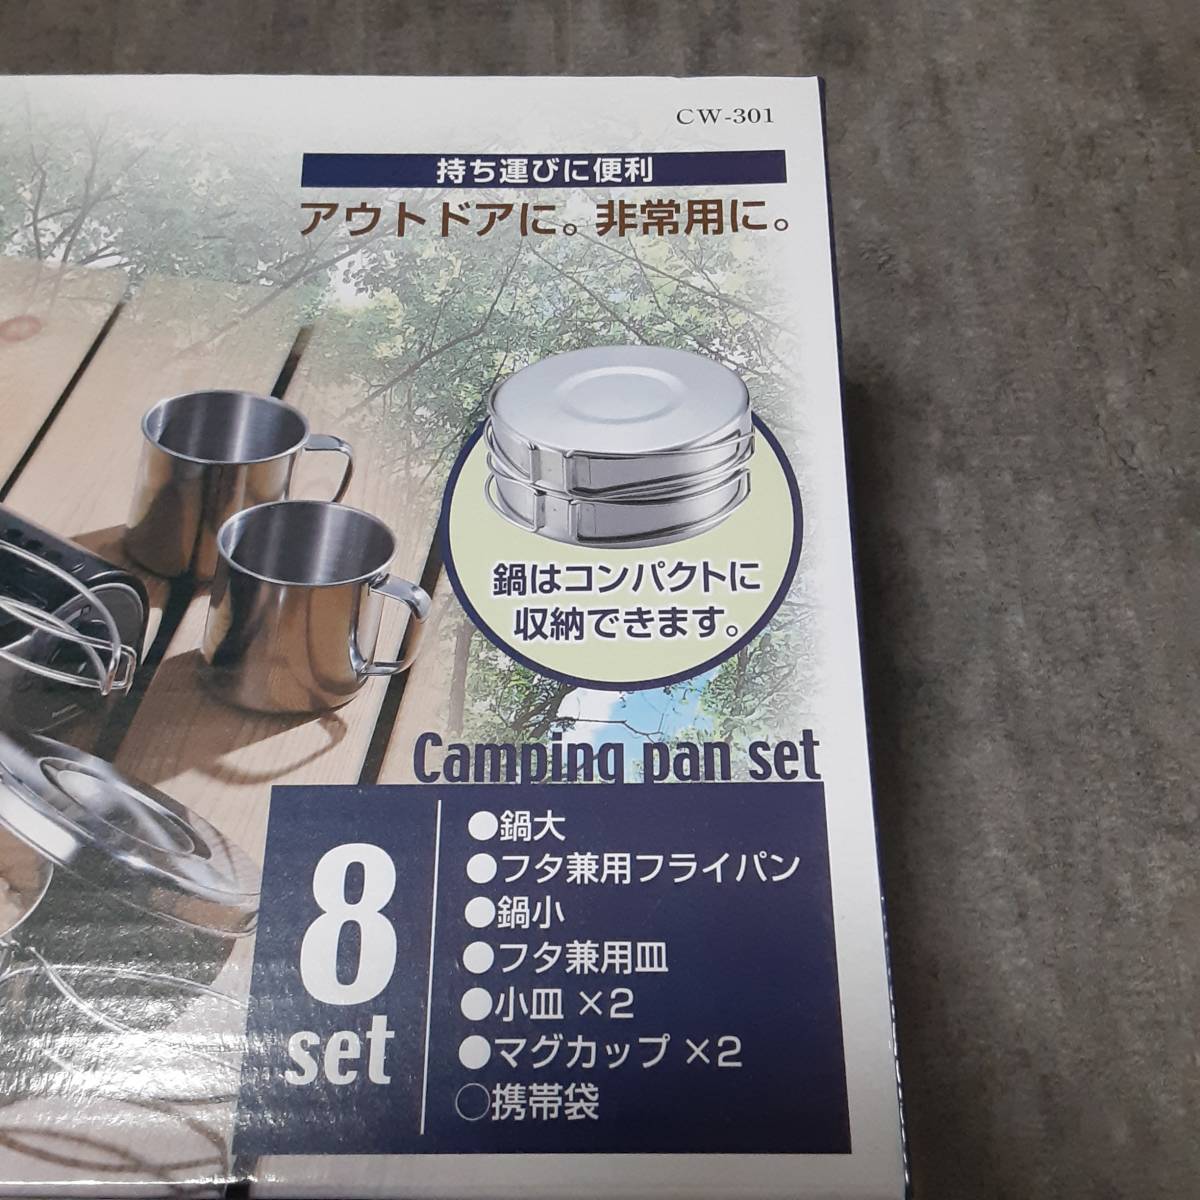 CW-301
持ち運びに便利
アウトドアに。非常用に。
鍋はコンパクトに
収納できます。
Camping pan set
8
set
●鍋大
●フタ兼用フライパン
●鍋小
●フタ兼用皿
●小皿 ×2
●マグカップ ×2
○携帯袋